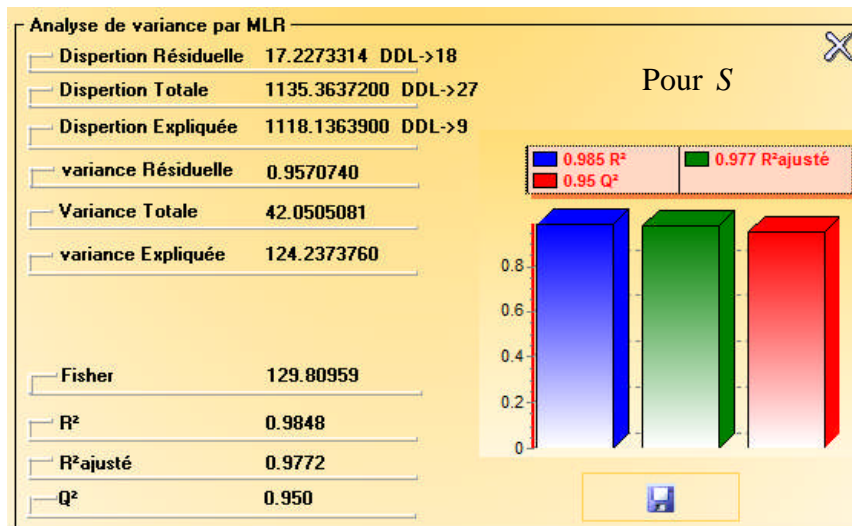 Analyse de variance par MLR
Dispertion Résiduelle 17.2273314 DDL->18
Dispertion Totale 1135.3637200 DDL->27
Dispertion Expliquée 1118.1363900 DDL->9
variance Résiduelle 0.9570740
Variance Totale 42.0505081
variance Expliquée 124.2373760
Fisher 129.80959
R² 0.9848
R²ajusté 0.9772
Q² 0.950
Pour S
0.985 R²
0.977 R²ajusté
0.95 Q²
0.8
0.6
0.4
0.2
0